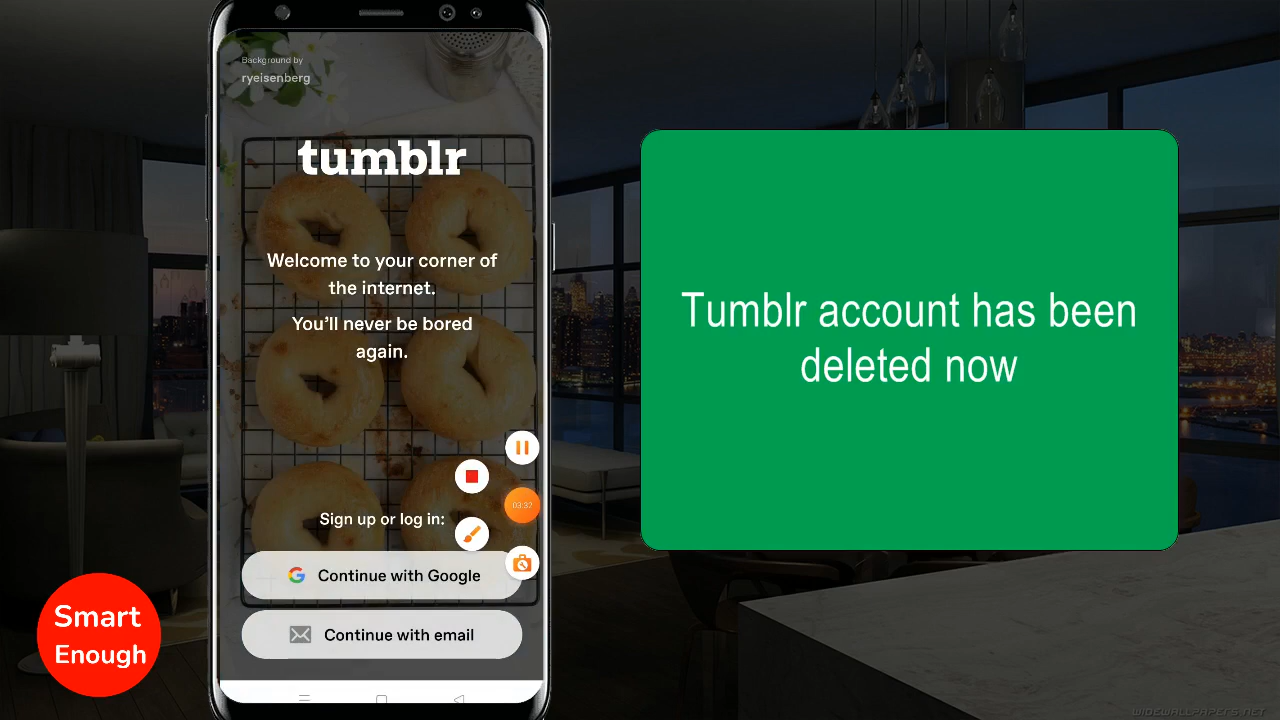 Background by
ryeisenberg
tumblr
Welcome to your corner of
the internet.
You'll never be bored
again.
Sign up or log in:
Continue with Google
Continue with email
03:37
Tumblr account has been
deleted now
Smart
Enough
WIDEWALLPAPERS.NET